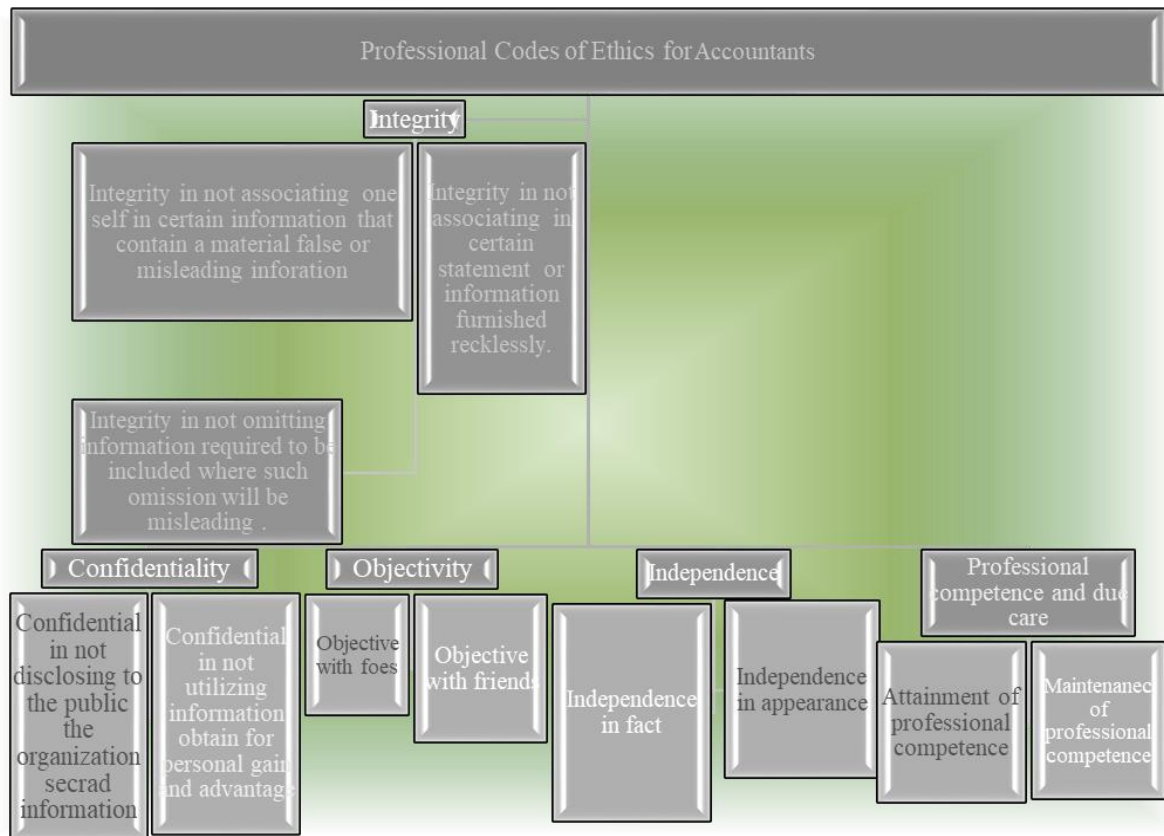 Professional Codes of Ethics for Accountants
Integrity
Integrity in not associating one
self in certain information that
contain a material false or
misleading inforation
Integrity in not
associating in
certain
statement or
information
furnished
recklessly.
Integrity in not omitting
information required to be
included where such
omission will be
misleading .
Confidentiality
Confidential
in not
disclosing to
the public
the
organization
secrad
information
Confidential
in not
utilizing
information
obtain for
personal gain
and advantage
Objectivity
Objective
with foes
Objective
with friends
Independence
Independence
in fact
Independence
in appearance
Professional
competence and due
care
Attainment of
professional
competence
Maintenanec
of
professional
competence